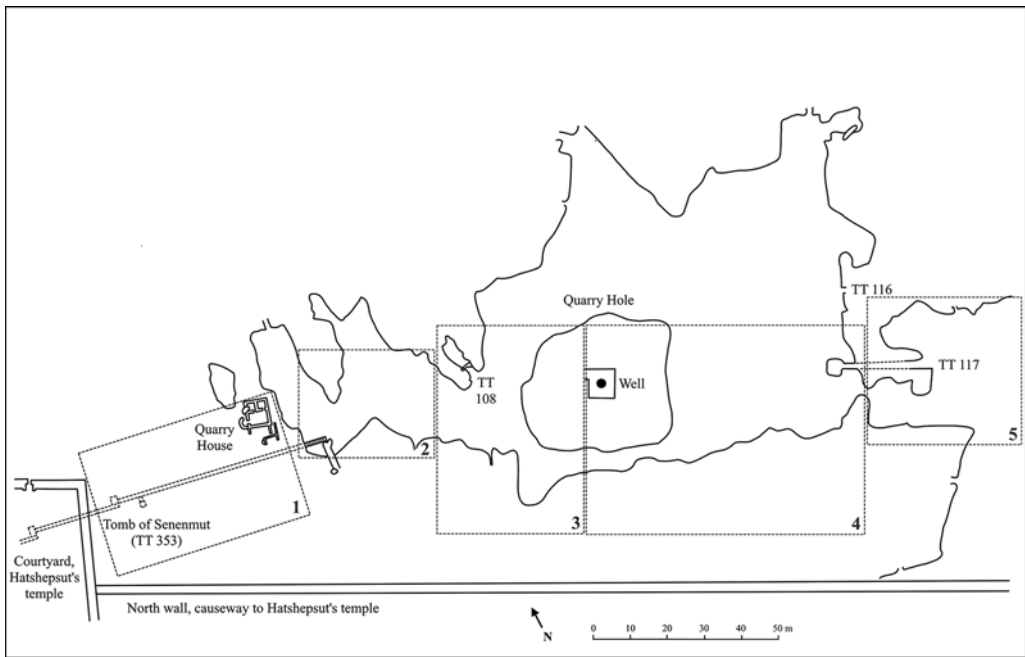 TT 116
Quarry Hole
TT 117
TT
108
Well
Quarry
House
5
2
1
Tomb of Senenmut
(TT 353)
3
4
Courtyard,
Hatshepsut's
temple
North wall, causeway to Hatshepsut's temple
N
0 10 20 30 40 50 m